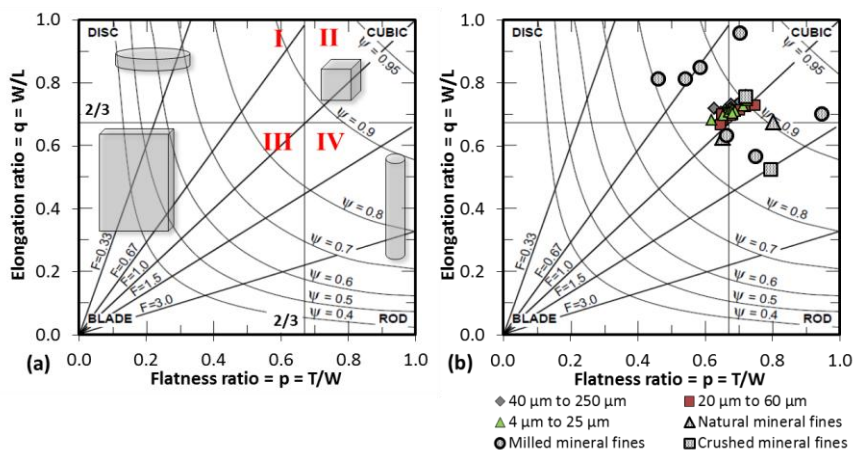 Elongation ratio = q = W/L
1.0
0.8
0.6
0.4
0.2
0.0
DISC
I
II
CUBIC
ψ = 0.95
2/3
ψ = 0.9
III
IV
ψ = 0.8
ψ = 0.7
ψ = 0.6
ψ = 0.5
ψ = 0.4
F=0.33
F=0.67
F=1.0
F=1.5
F=3.0
BLADE
2/3
ROD
0.0 0.2 0.4 0.6 0.8 1.0
(a)
Flatness ratio = p = T/W
Elongation ratio = q = W/L
1.0
0.8
0.6
0.4
0.2
0.0
DISC
CUBIC
ψ = 0.95
ψ = 0.9
ψ = 0.8
ψ = 0.7
ψ = 0.6
ψ = 0.5
ψ = 0.4
F=0.33
F=0.67
F=1.0
F=1.5
F=3.0
BLADE
ROD
0.0 0.2 0.4 0.6 0.8 1.0
(b)
Flatness ratio = p = T/W
40 µm to 250 µm
20 µm to 60 µm
4 µm to 25 µm
Natural mineral fines
Milled mineral fines
Crushed mineral fines